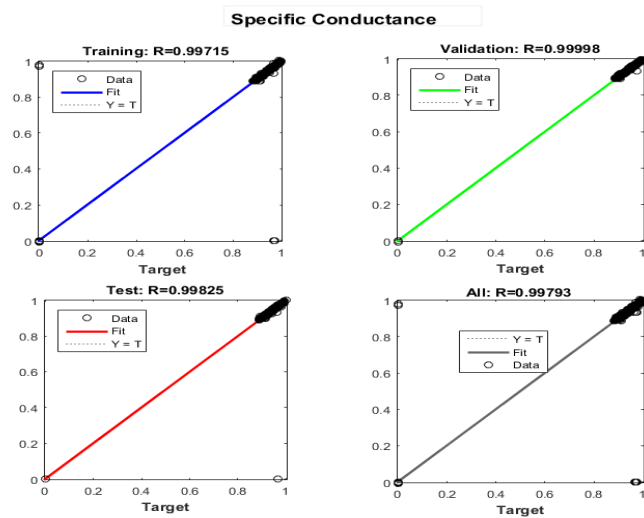 Specific Conductance
Training: R=0.99715
1
0.8
0.6
0.4
0.2
0
Data
Fit
Y = T
0 0.2 0.4 0.6 0.8 1
Target
Validation: R=0.99998
1
0.8
0.6
0.4
0.2
0
Data
Fit
Y = T
0 0.2 0.4 0.6 0.8 1
Target
Test: R=0.99825
1
0.8
0.6
0.4
0.2
0
Data
Fit
Y = T
0 0.2 0.4 0.6 0.8 1
Target
All: R=0.99793
1
0.8
0.6
0.4
0.2
0
Y = T
Fit
Data
0 0.2 0.4 0.6 0.8 1
Target